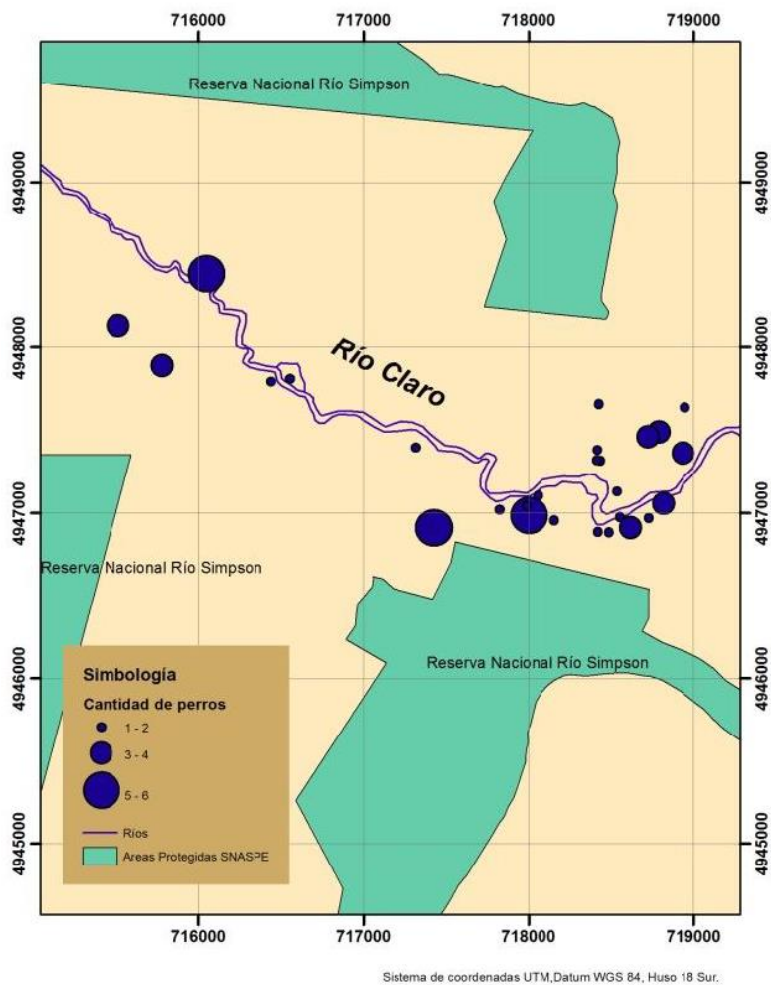 716000 717000 718000 719000
Reserva Nacional Río Simpson
4949000 4949000
4948000 4948000
Río Claro
4947000 4947000
Reserva Nacional Río Simpson
Reserva Nacional Río Simpson
4946000 4946000
Simbología
Cantidad de perros
1 - 2
3 - 4
5 - 6
Ríos
Areas Protegidas SNASPE
4945000 4945000
716000 717000 718000 719000
Sistema de coordenadas UTM,Datum WGS 84, Huso 18 Sur.